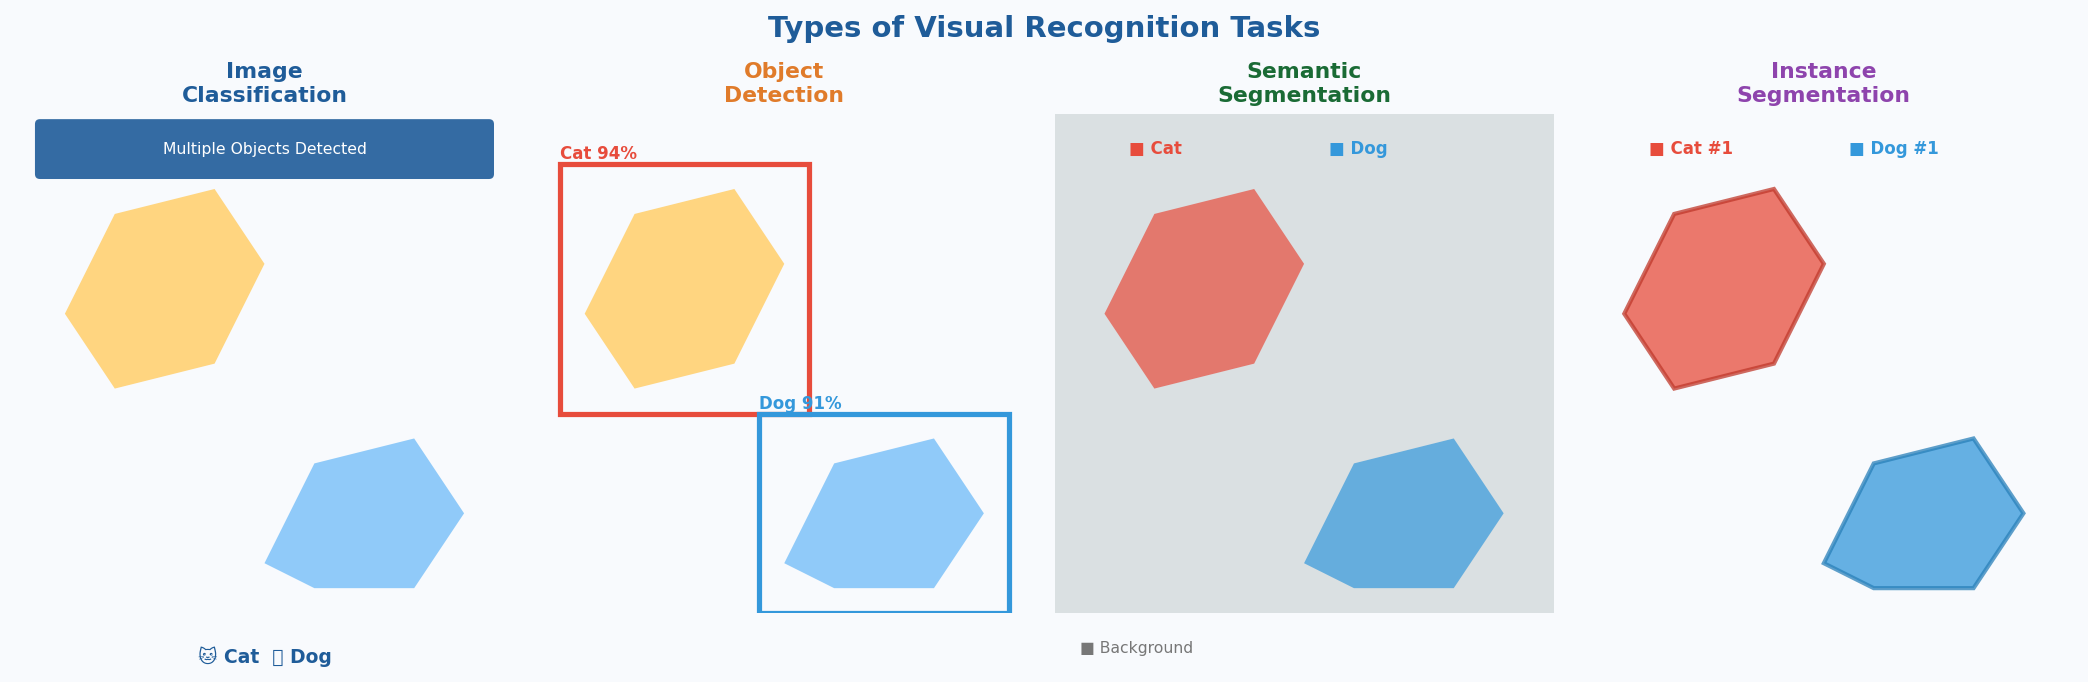 Types of Visual Recognition Tasks
Image
Classification
Multiple Objects Detected
🐱 Cat  Dog
Object
Detection
Cat 94%
Dog 91%
Semantic
Segmentation
■ Cat ■ Dog
■ Background
Instance
Segmentation
■ Cat #1 ■ Dog #1